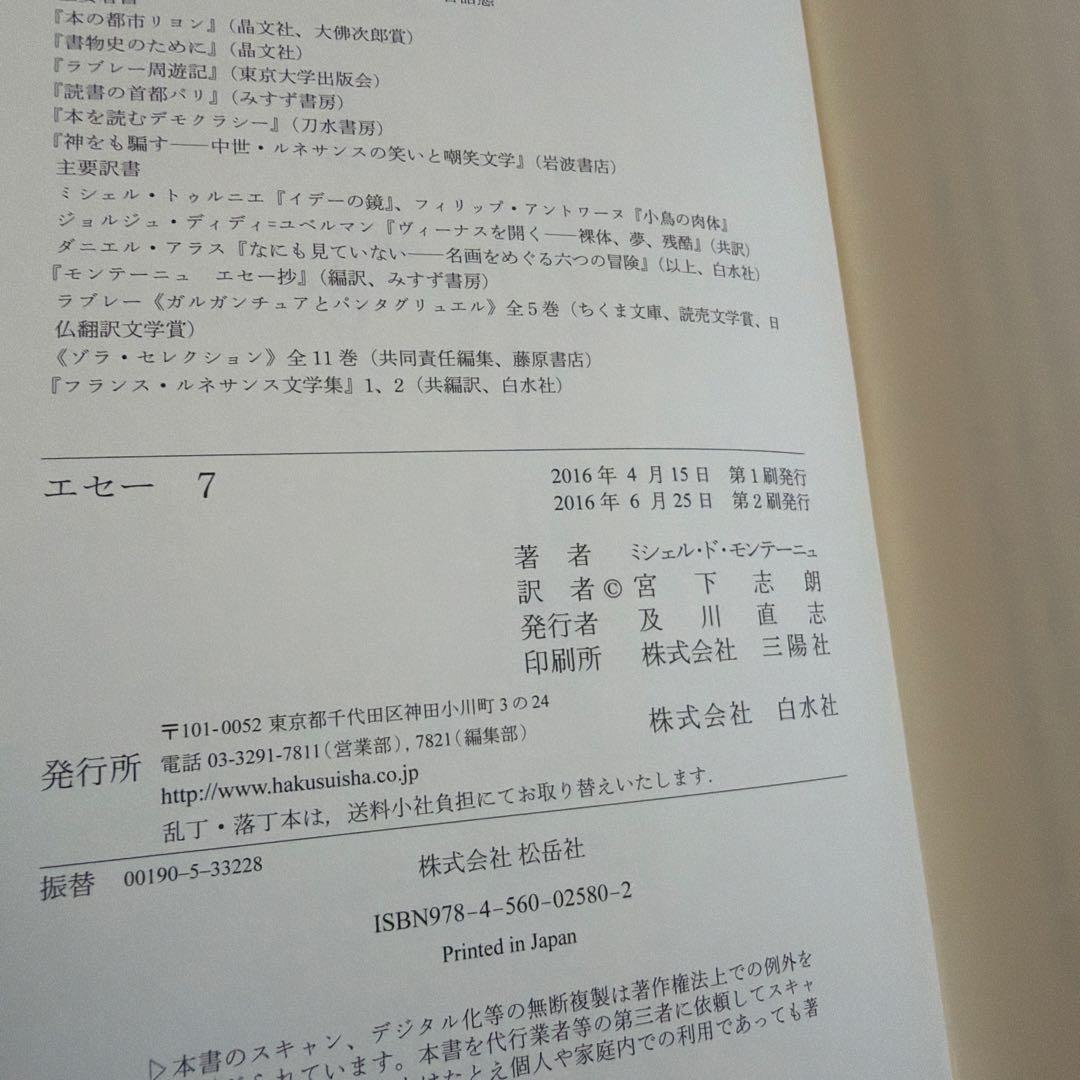 『本の都市リヨン』（晶文社、大佛次郎賞）
『書物史のために』（晶文社）
『ラブレー周遊記』（東京大学出版会）
『読書の首都パリ』（みすず書房）
『本を読むデモクラシー』（刀水書房）
『神をも騙す——中世・ルネサンスの笑いと嘲笑文学』（岩波書店）
主要訳書
ミシェル・トゥルニエ『イデーの鏡』、フィリップ・アントワーヌ『小鳥の肉体』
ジョルジュ・ディディ=ユベルマン『ヴィーナスを開く——裸体、夢、残酷』（共訳）
ダニエル・アラス『なにも見ていない——名画をめぐる六つの冒険』（以上、白水社）
『モンテーニュ　エセー抄』（編訳、みすず書房）
ラブレー《ガルガンチュアとパンタグリュエル》全5巻（ちくま文庫、読売文学賞、日
仏翻訳文学賞）
《ゾラ・セレクション》全11巻（共同責任編集、藤原書店）
『フランス・ルネサンス文学集』1、2（共編訳、白水社）
エセー　7
2016年 4 月15日　第1刷発行
2016年 6 月25日　第2刷発行
著　者　ミシェル・ド・モンテーニュ
訳　者 © 宮　下　志　朗
発行者　及　川　直　志
印刷所　株式会社　三陽社
発行所
〒101-0052 東京都千代田区神田小川町3の24
電話 03-3291-7811（営業部）, 7821（編集部）
http://www.hakusuisha.co.jp
乱丁・落丁本は, 送料小社負担にてお取り替えいたします.
株式会社　白水社
振替　00190-5-33228
株式会社 松岳社
ISBN978-4-560-02580-2
Printed in Japan
▷本書のスキャン、デジタル化等の無断複製は著作権法上での例外を
られています。本書を代行業者等の第三者に依頼してスキャ
たとえ個人や家庭内での利用であっても著